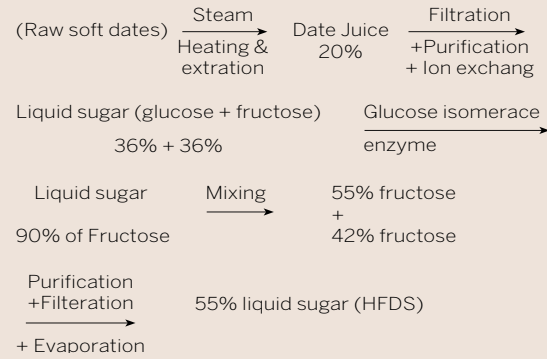 Steam
Filtration
(Raw soft dates)
Date Juice
Heating &
+Purification
20%
extration
+ Ion exchang
Liquid sugar (glucose + fructose)
Glucose isomerace
36% + 36%
enzyme
Liquid sugar
Mixing
55% fructose
+
90% of Fructose
42% fructose
Purification
+Filteration
55% liquid sugar (HFDS)
+ Evaporation